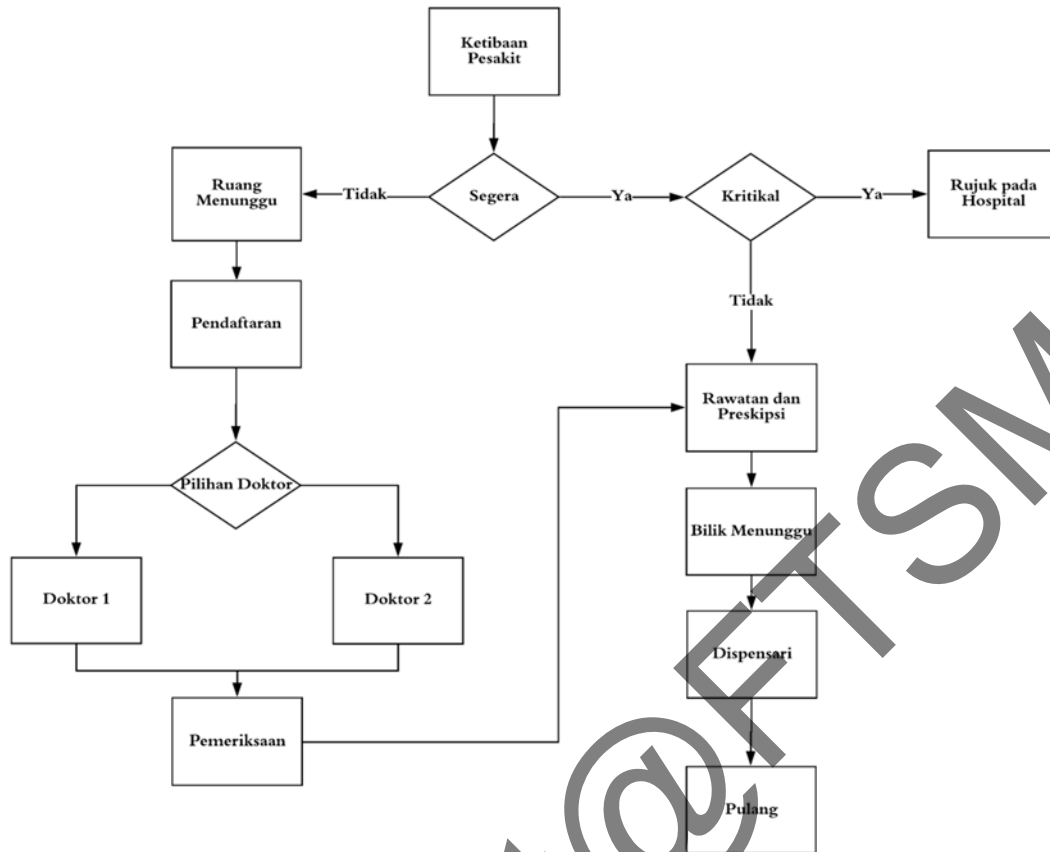 Ketibaan
Pesakit
Ruang
Menunggu
Tidak
Segera
Ya
Kritikal
Ya
Rujuk pada
Hospital
Pendaftaran
Tidak
Rawatan dan
Preskipsi
Pilihan Doktor
Bilik Menunggu
Doktor 1
Doktor 2
Dispensari
Pemeriksaan
Pulang
@FTSM